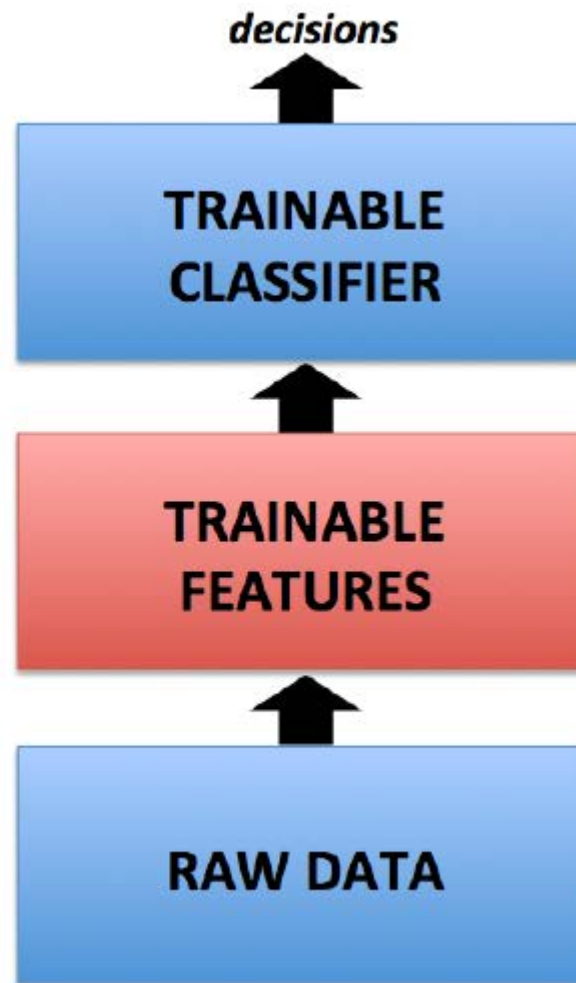 decisions
TRAINABLE
CLASSIFIER
TRAINABLE
FEATURES
RAW DATA